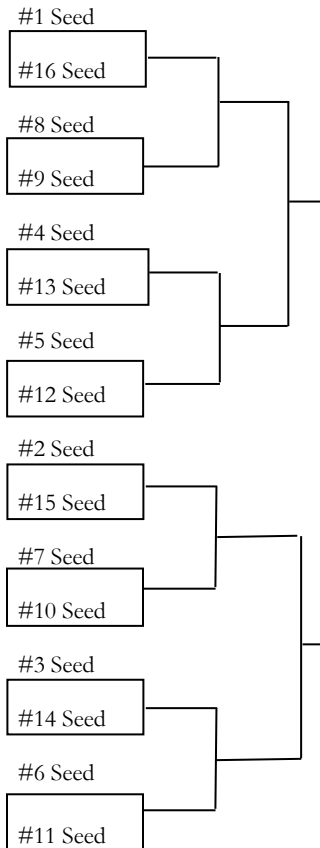 #1 Seed
#16 Seed
#8 Seed
#9 Seed
#4 Seed
#13 Seed
#5 Seed
#12 Seed
#2 Seed
#15 Seed
#7 Seed
#10 Seed
#3 Seed
#14 Seed
#6 Seed
#11 Seed